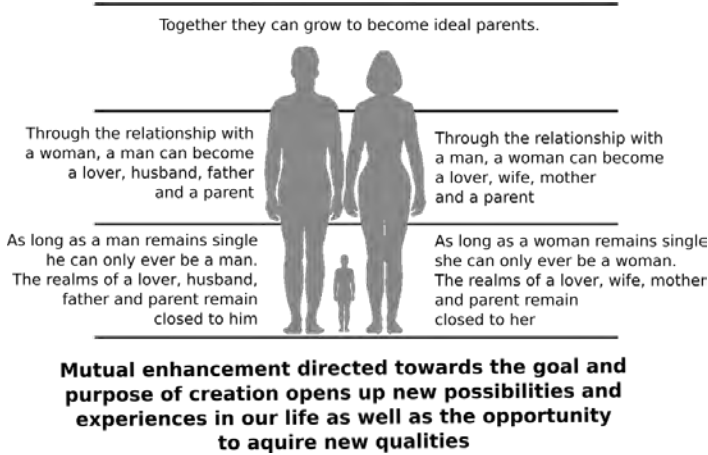 Together they can grow to become ideal parents.
Through the relationship with
a woman, a man can become
a lover, husband, father
and a parent
Through the relationship with
a man, a woman can become
a lover, wife, mother
and a parent
As long as a man remains single
he can only ever be a man.
The realms of a lover, husband,
father and parent remain
closed to him
As long as a woman remains single
she can only ever be a woman.
The realms of a lover, wife, mother
and parent remain
closed to her
Mutual enhancement directed towards the goal and
purpose of creation opens up new possibilities and
experiences in our life as well as the opportunity
to aquire new qualities